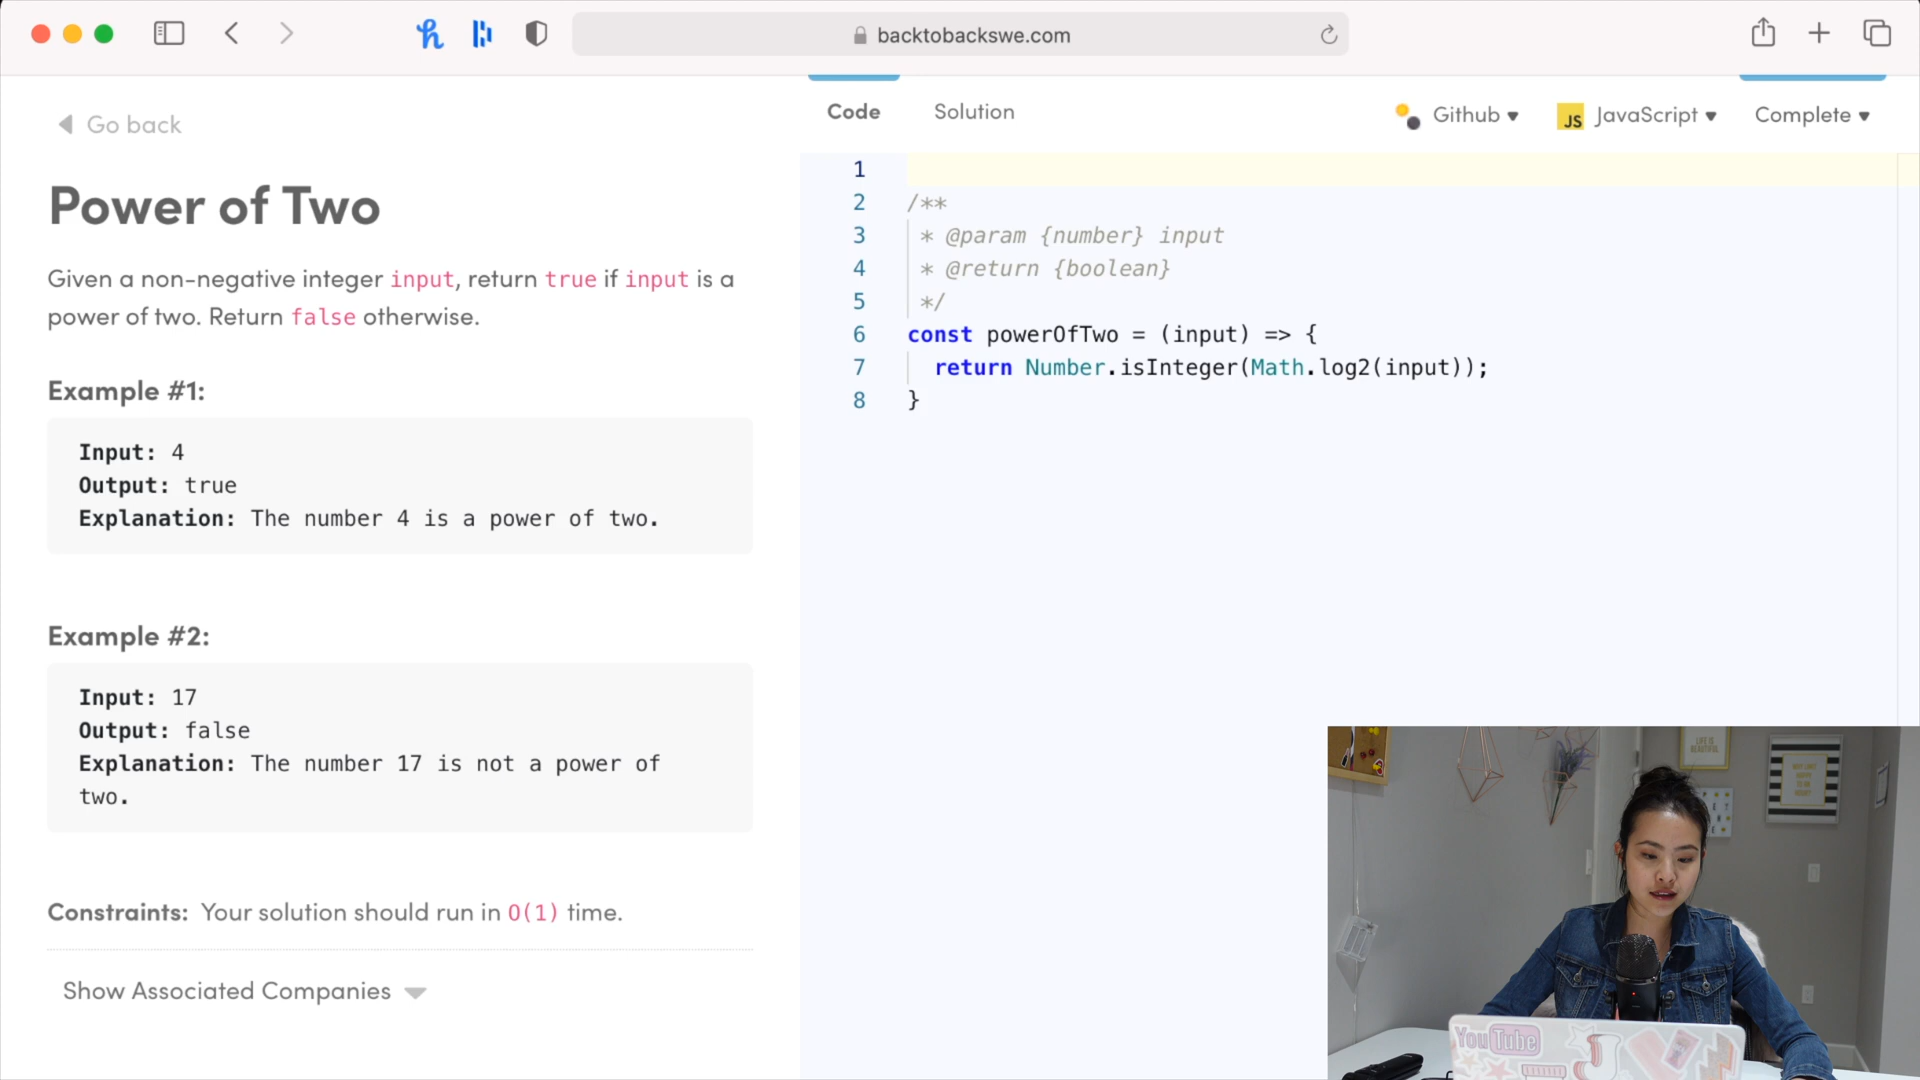 backtobackswe.com
Go back
Power of Two
Given a non-negative integer input, return true if input is a
power of two. Return false otherwise.
Example #1:
Input: 4
Output: true
Explanation: The number 4 is a power of two.
Example #2:
Input: 17
Output: false
Explanation: The number 17 is not a power of
two.
Constraints: Your solution should run in O(1) time.
Show Associated Companies
Code Solution Github JS JavaScript Complete
1
2 /**
3 * @param {number} input
4 * @return {boolean}
5 */
6 const powerOfTwo = (input) => {
7 return Number.isInteger(Math.log2(input));
8 }
LIFE IS
BEAUTIFUL
YouTube